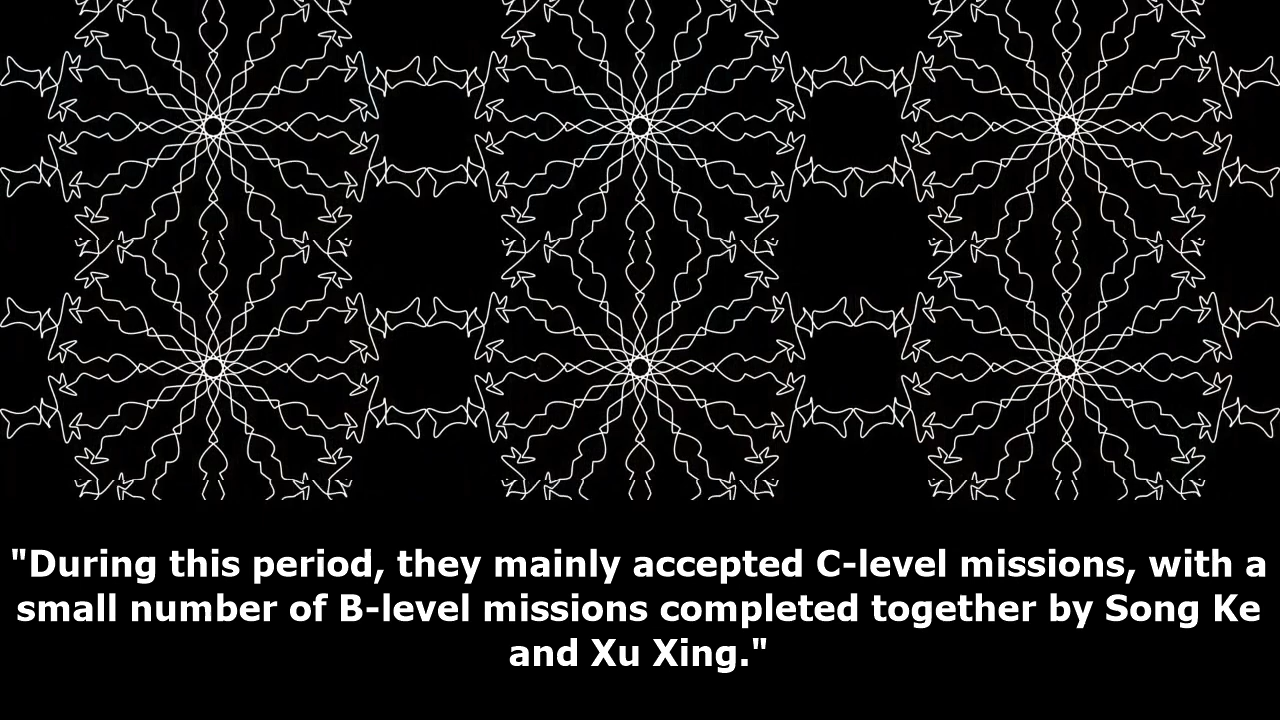 "During this period, they mainly accepted C-level missions, with a
small number of B-level missions completed together by Song Ke
and Xu Xing."